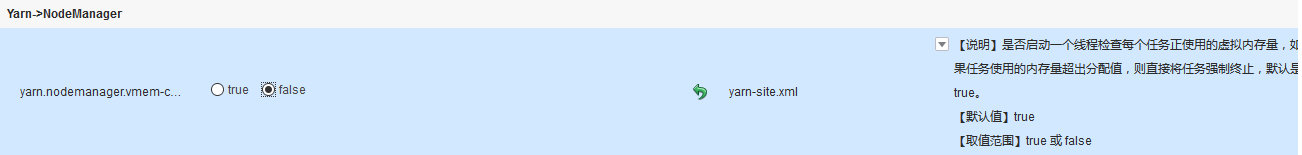 Yarn->NodeManager
yarn.nodemanager.vmem-c... true false yarn-site.xml
【说明】是否启动一个线程检查每个任务正使用的虚拟内存量，如
果任务使用的内存量超出分配值，则直接将任务强制终止，默认是
true。
【默认值】true
【取值范围】true 或 false